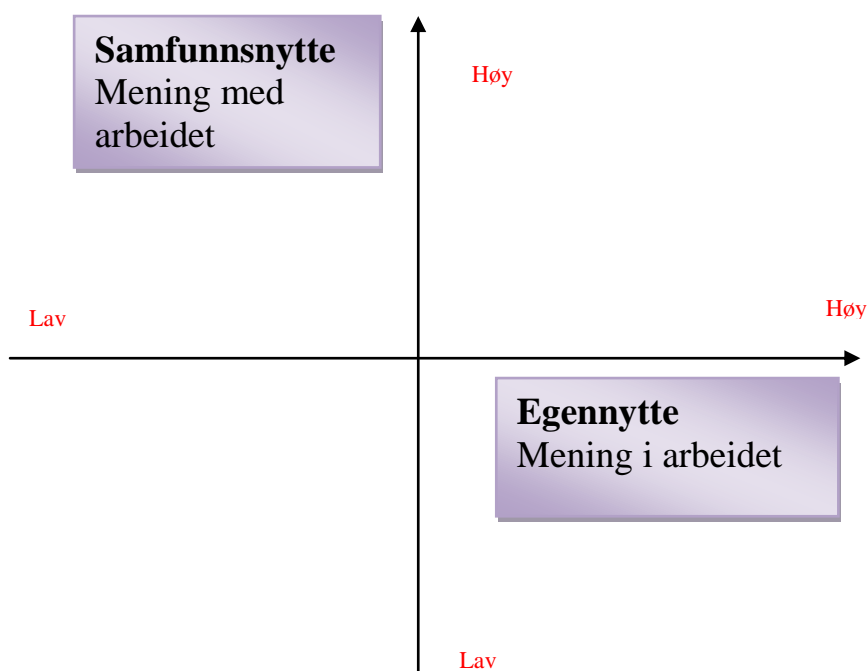 Samfunnsnytte
Mening med
arbeidet
Høy
Lav
Høy
Egennytte
Mening i arbeidet
Lav